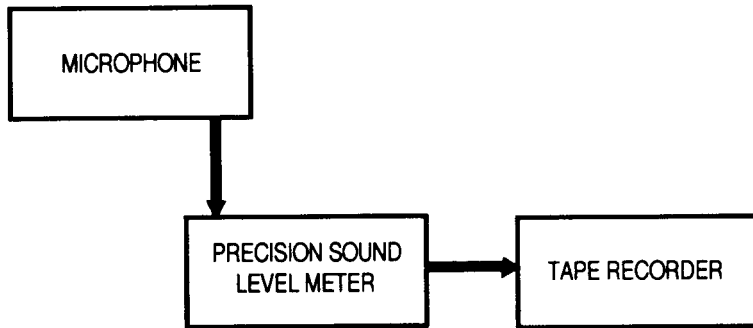 MICROPHONE
PRECISION SOUND
LEVEL METER
TAPE RECORDER